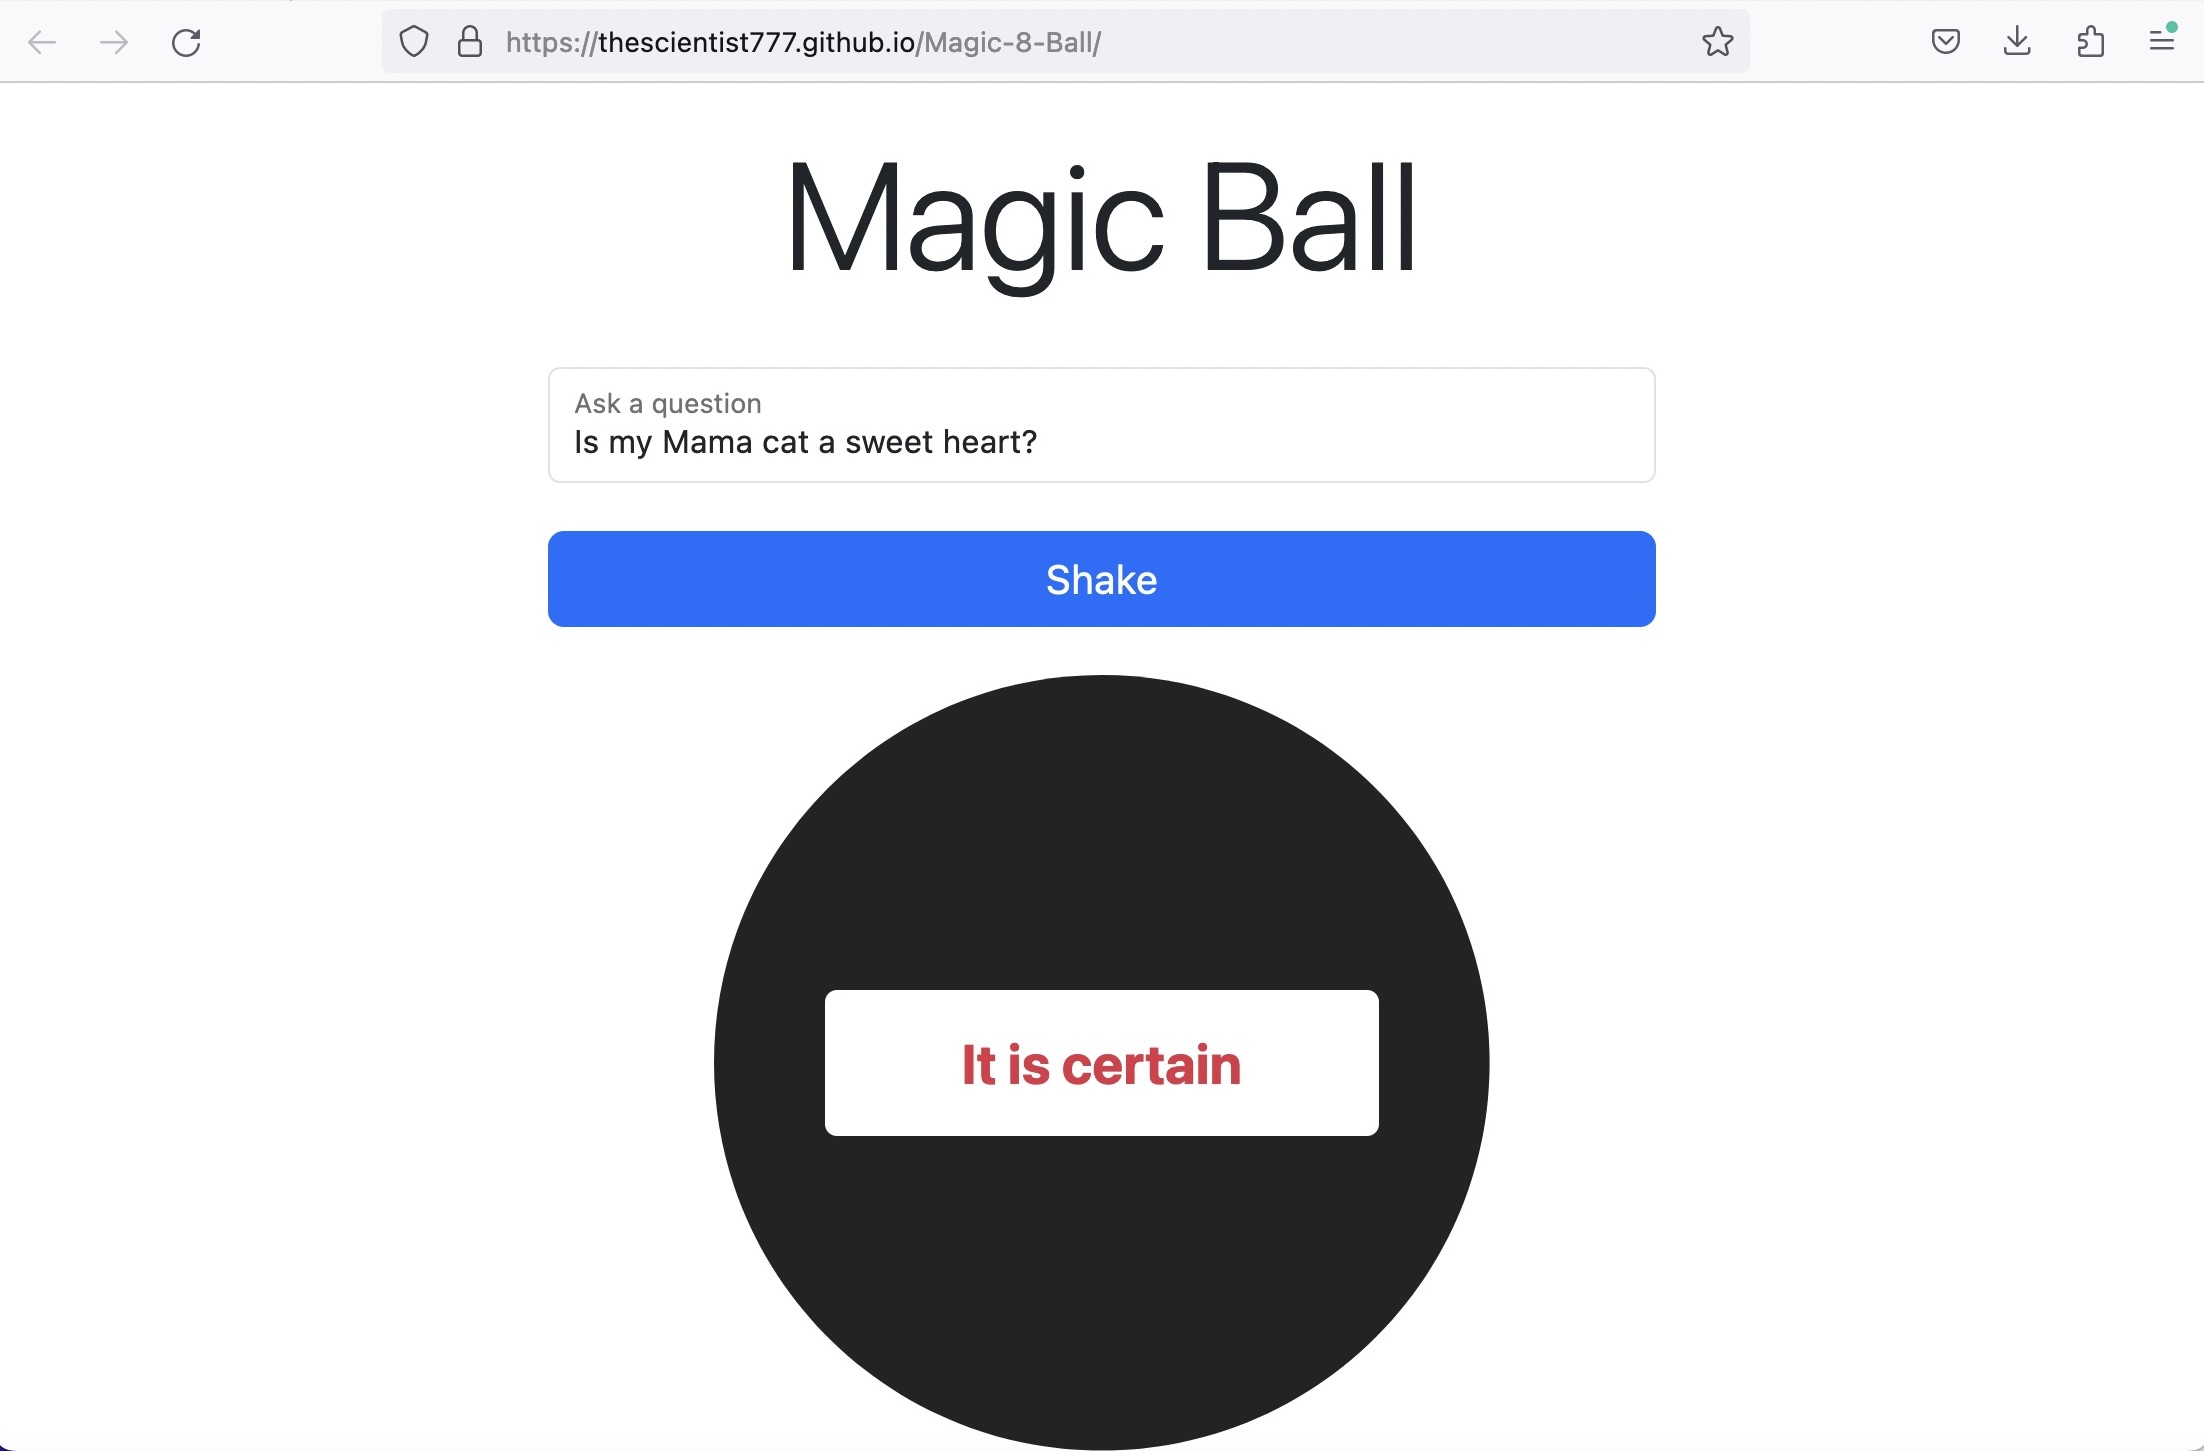 https://thescientist777.github.io/Magic-8-Ball/
Magic Ball
Ask a question
Is my Mama cat a sweet heart?
Shake
It is certain